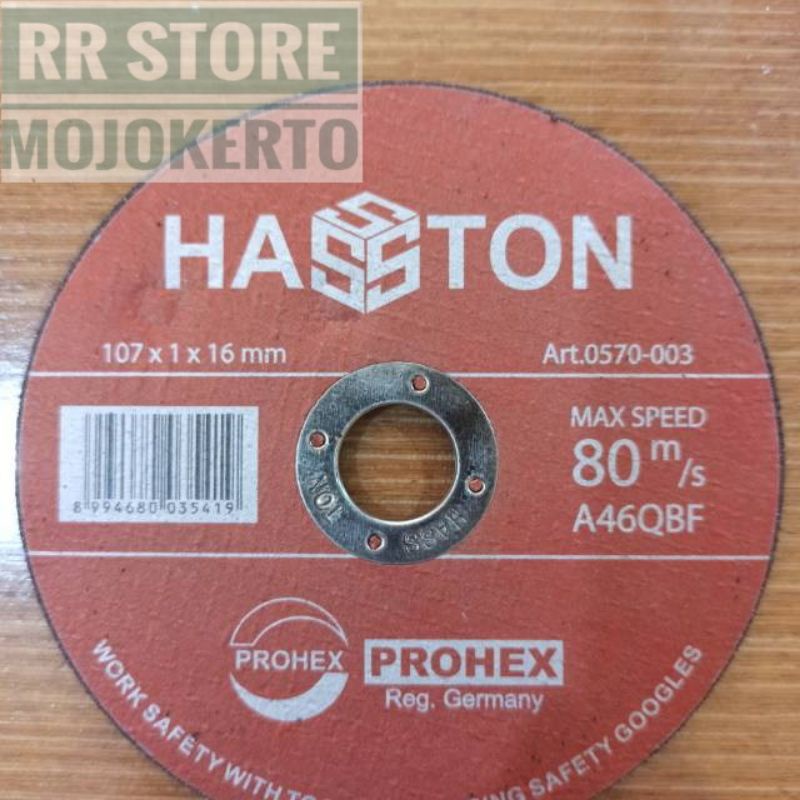 RR STORE
MOJOKERTO
HASSTON
107 x 1 x 16 mm
Art.0570-003
MAX SPEED
80 m/s
A46QBF
8 994680 035419
HASSTON
PROHEX
PROHEX
Reg. Germany
WORK SAFETY WITH SAFETY GOOGLES